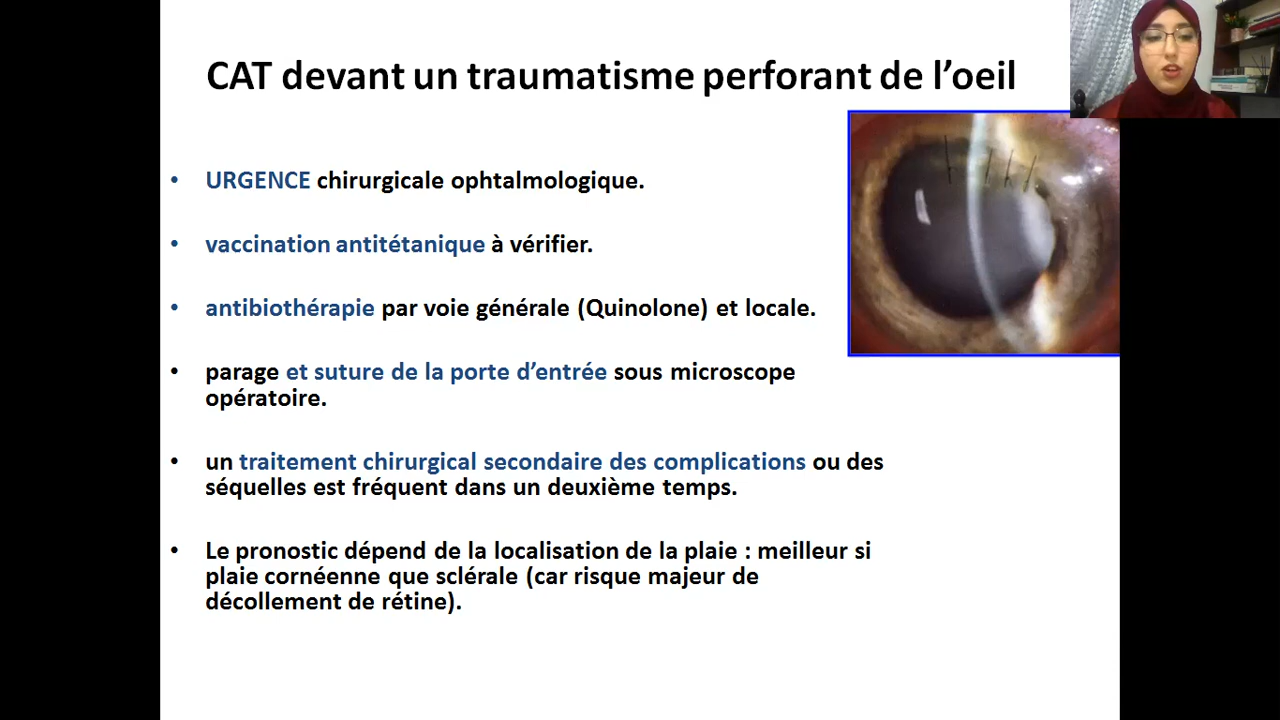 CAT devant un traumatisme perforant de l’oeil
• URGENCE chirurgicale ophtalmologique.
• vaccination antitétanique à vérifier.
• antibiothérapie par voie générale (Quinolone) et locale.
• parage et suture de la porte d’entrée sous microscope
opératoire.
• un traitement chirurgical secondaire des complications ou des
séquelles est fréquent dans un deuxième temps.
• Le pronostic dépend de la localisation de la plaie : meilleur si
plaie cornéenne que sclérale (car risque majeur de
décollement de rétine).